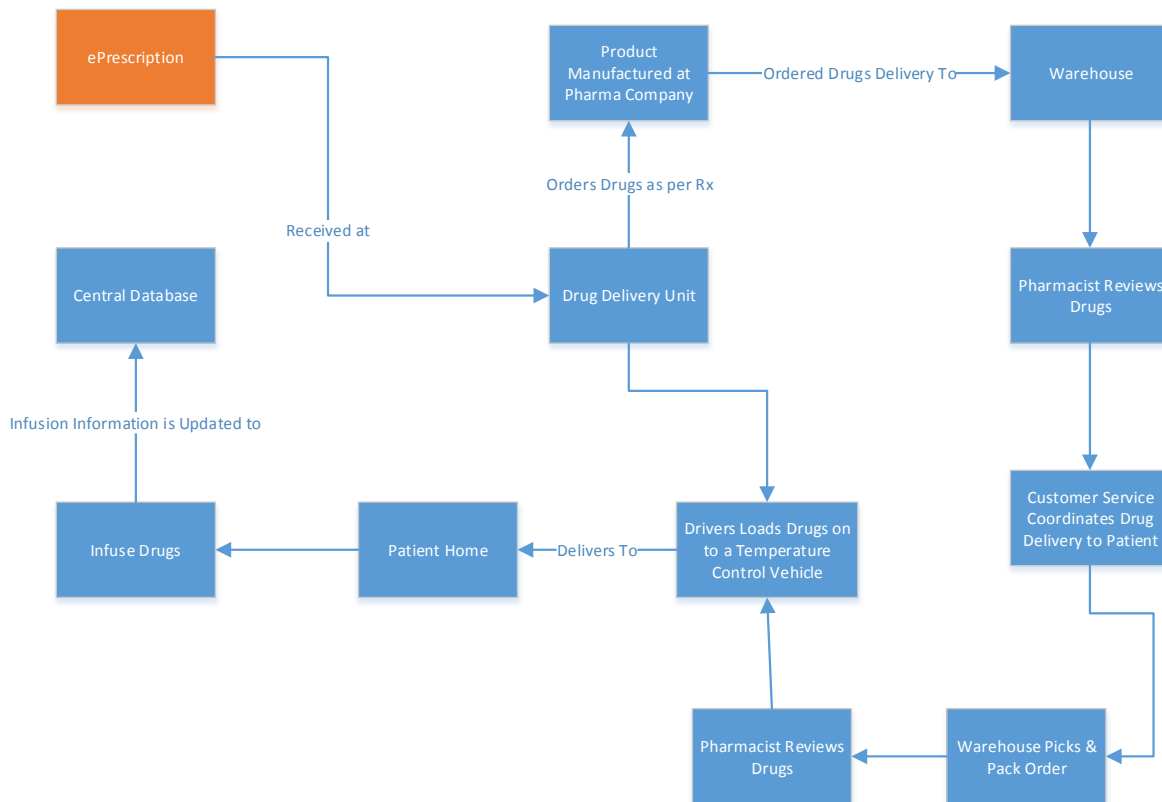 ePrescription
Product
Manufactured at
Pharma Company
Ordered Drugs Delivery To
Warehouse
Orders Drugs as per Rx
Received at
Central Database
Drug Delivery Unit
Pharmacist Reviews
Drugs
Infusion Information is Updated to
Infuse Drugs
Patient Home
Delivers To
Drivers Loads Drugs on
to a Temperature
Control Vehicle
Customer Service
Coordinates Drug
Delivery to Patient
Pharmacist Reviews
Drugs
Warehouse Picks &
Pack Order